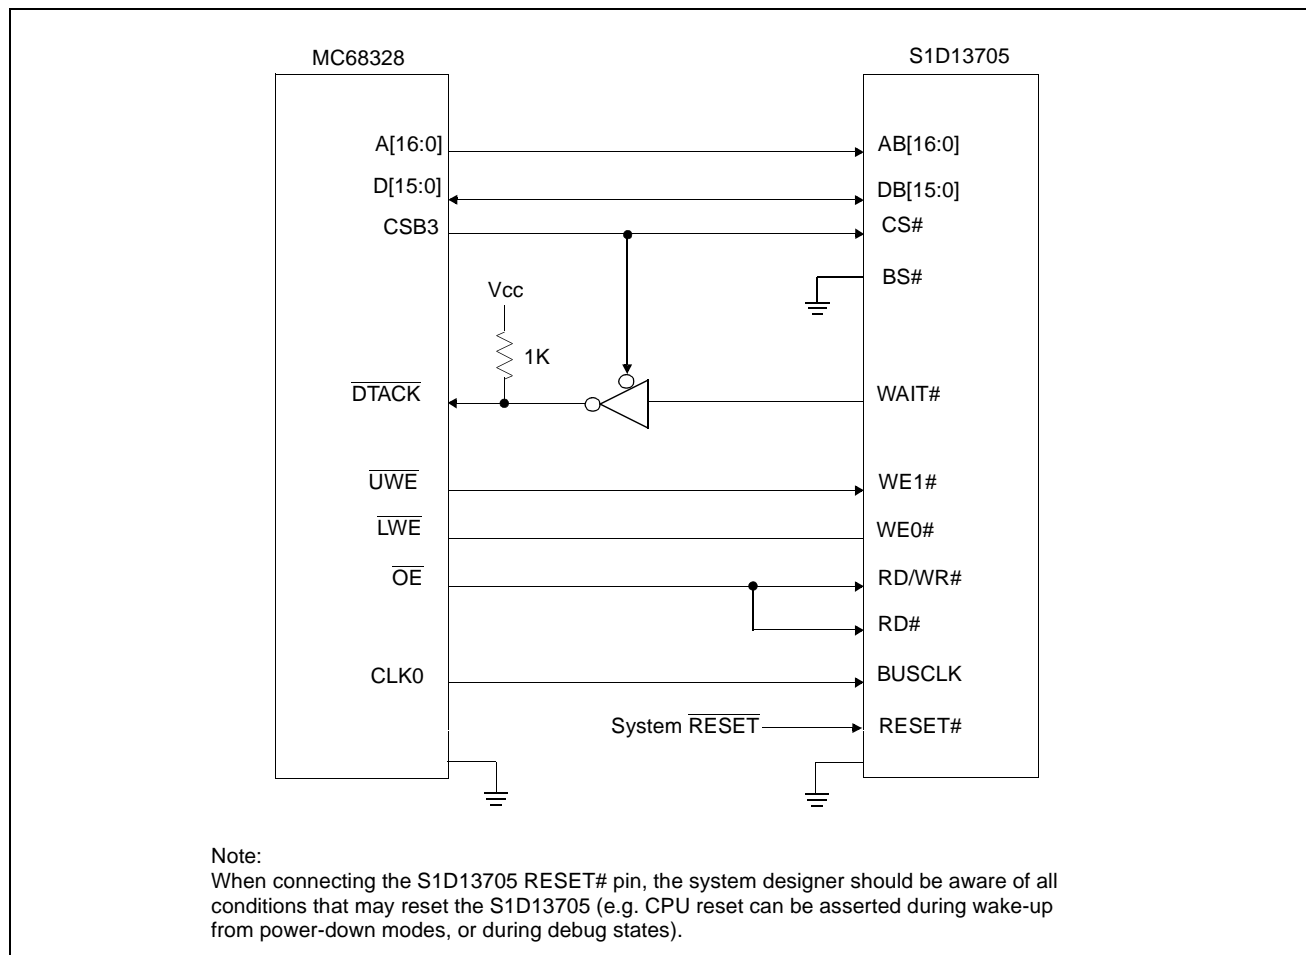 MC68328
S1D13705
A[16:0]
AB[16:0]
D[15:0]
DB[15:0]
CSB3
CS#
BS#
Vcc
1K
DTACK
WAIT#
UWE
WE1#
LWE
WE0#
OE
RD/WR#
RD#
CLK0
BUSCLK
System RESET
RESET#
Note:
When connecting the S1D13705 RESET# pin, the system designer should be aware of all
conditions that may reset the S1D13705 (e.g. CPU reset can be asserted during wake-up
from power-down modes, or during debug states).